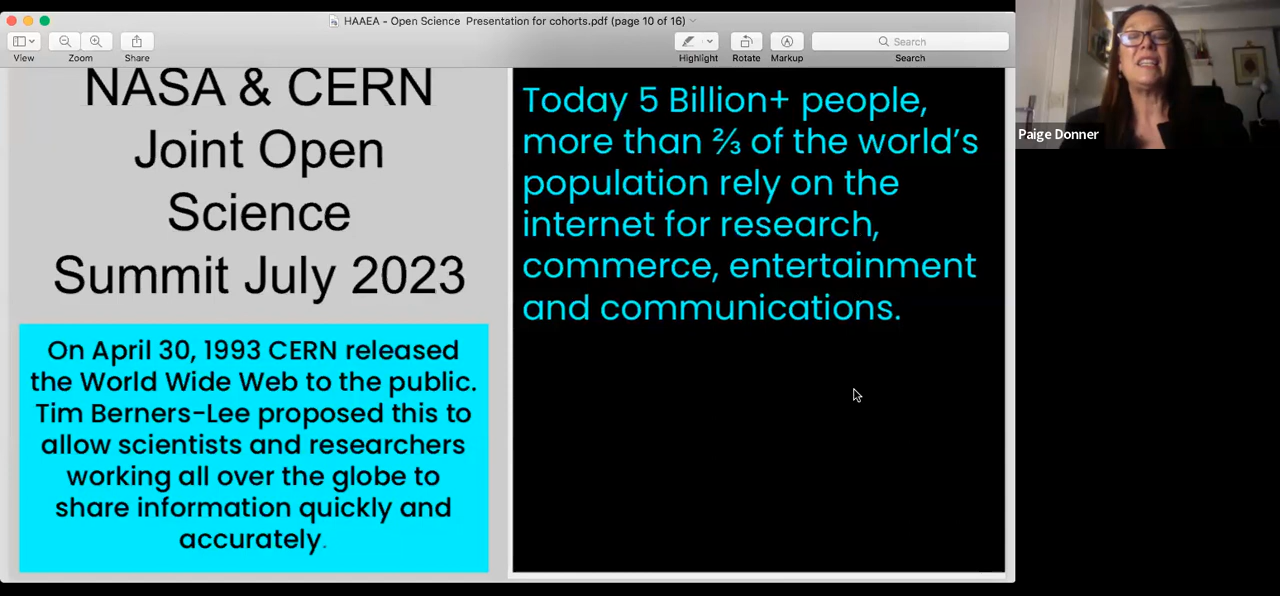 HAAEA - Open Science Presentation for cohorts.pdf (page 10 of 16)
View
Zoom
Share
Highlight
Rotate
Markup
Search
Search
NASA & CERN
Joint Open
Science
Summit July 2023
On April 30, 1993 CERN released
the World Wide Web to the public.
Tim Berners-Lee proposed this to
allow scientists and researchers
working all over the globe to
share information quickly and
accurately.
Today 5 Billion+ people,
more than ⅔ of the world’s
population rely on the
internet for research,
commerce, entertainment
and communications.
Paige Donner